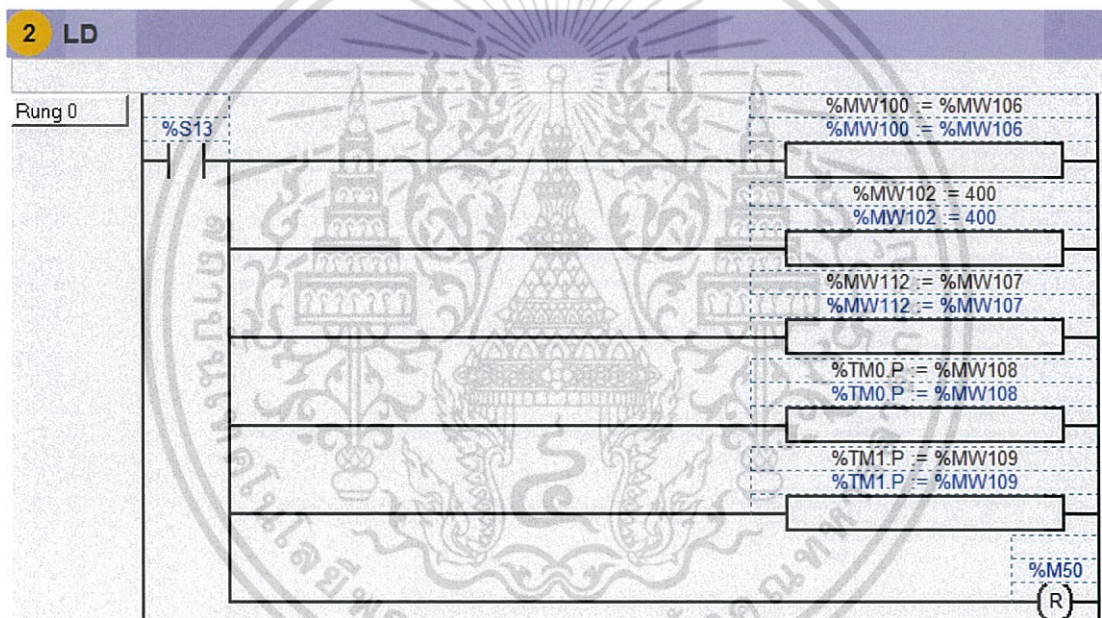 2 LD
Rung 0
%S13
%MW100 := %MW106
%MW100 := %MW106
%MW102 := 400
%MW102 := 400
%MW112 := %MW107
%MW112 := %MW107
%TM0.P := %MW108
%TM0.P := %MW108
%TM1.P := %MW109
%TM1.P := %MW109
%M50
R